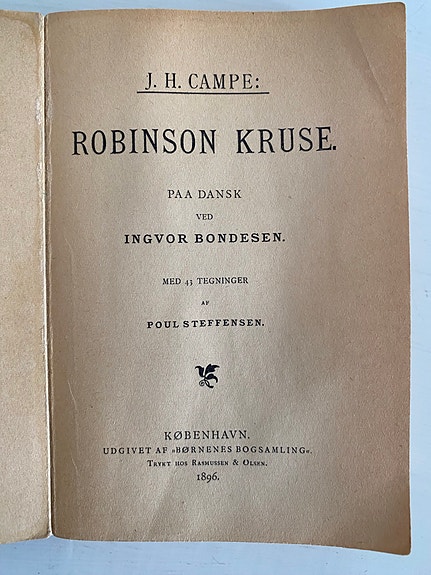 J. H. CAMPE:
ROBINSON KRUSE.
PAA DANSK
VED
INGVOR BONDESEN.
MED 43 TEGNINGER
AF
POUL STEFFENSEN.
KØBENHAVN.
UDGIVET AF »BØRNENES BOGSAMLING«.
TRYKT HOS RASMUSSEN & OLSEN.
1896.